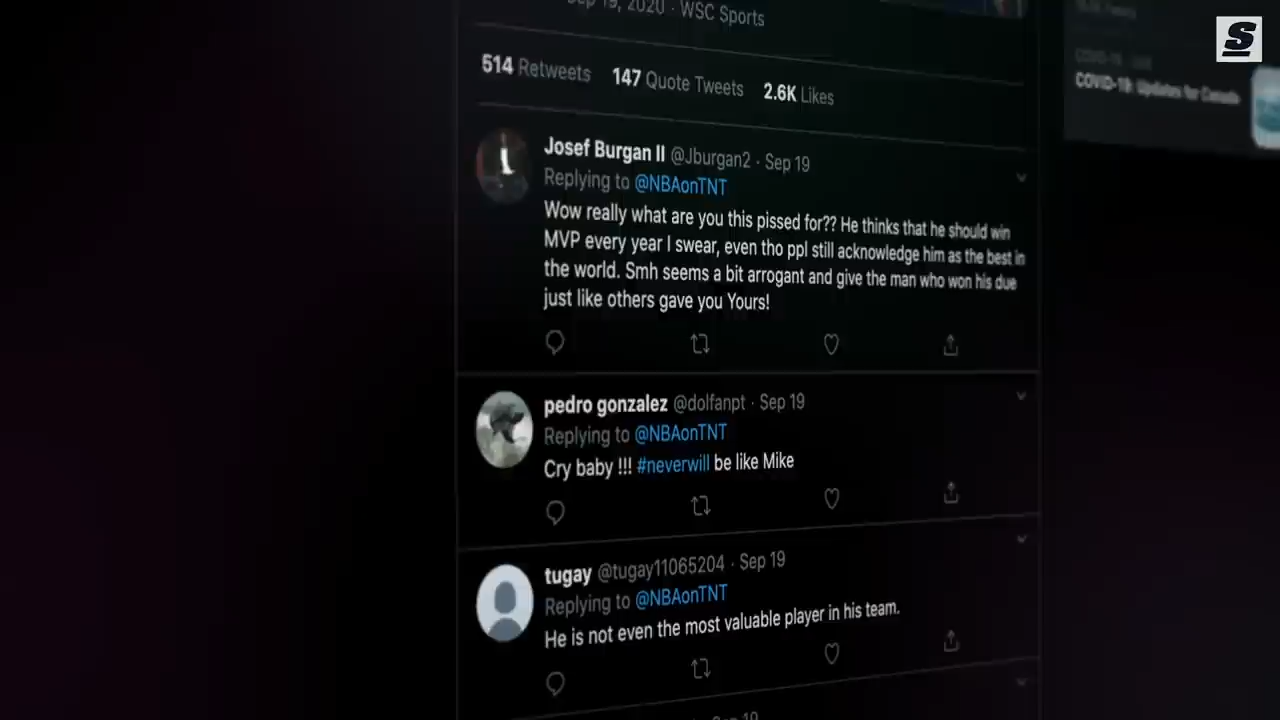 Sep 19, 2020 · WSC Sports
514 Retweets 147 Quote Tweets 2.6K Likes
COVID-19: Updates for Canada
Josef Burgan II @Jburgan2 · Sep 19
Replying to @NBAonTNT
Wow really what are you this pissed for?? He thinks that he should win
MVP every year I swear, even tho ppl still acknowledge him as the best in
the world. Smh seems a bit arrogant and give the man who won his due
just like others gave you Yours!
pedro gonzalez @dolfanpt · Sep 19
Replying to @NBAonTNT
Cry baby !!! #neverwill be like Mike
tugay @tugay11065204 · Sep 19
Replying to @NBAonTNT
He is not even the most valuable player in his team.
Sep 19
S